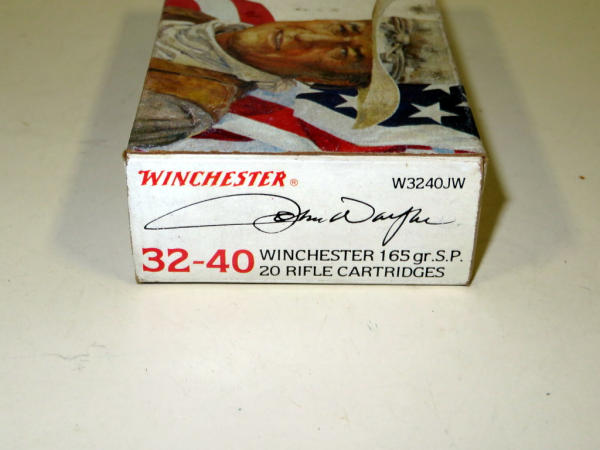 WINCHESTER® W3240JW
John Wayne
32-40 WINCHESTER 165 gr. S.P.
20 RIFLE CARTRIDGES